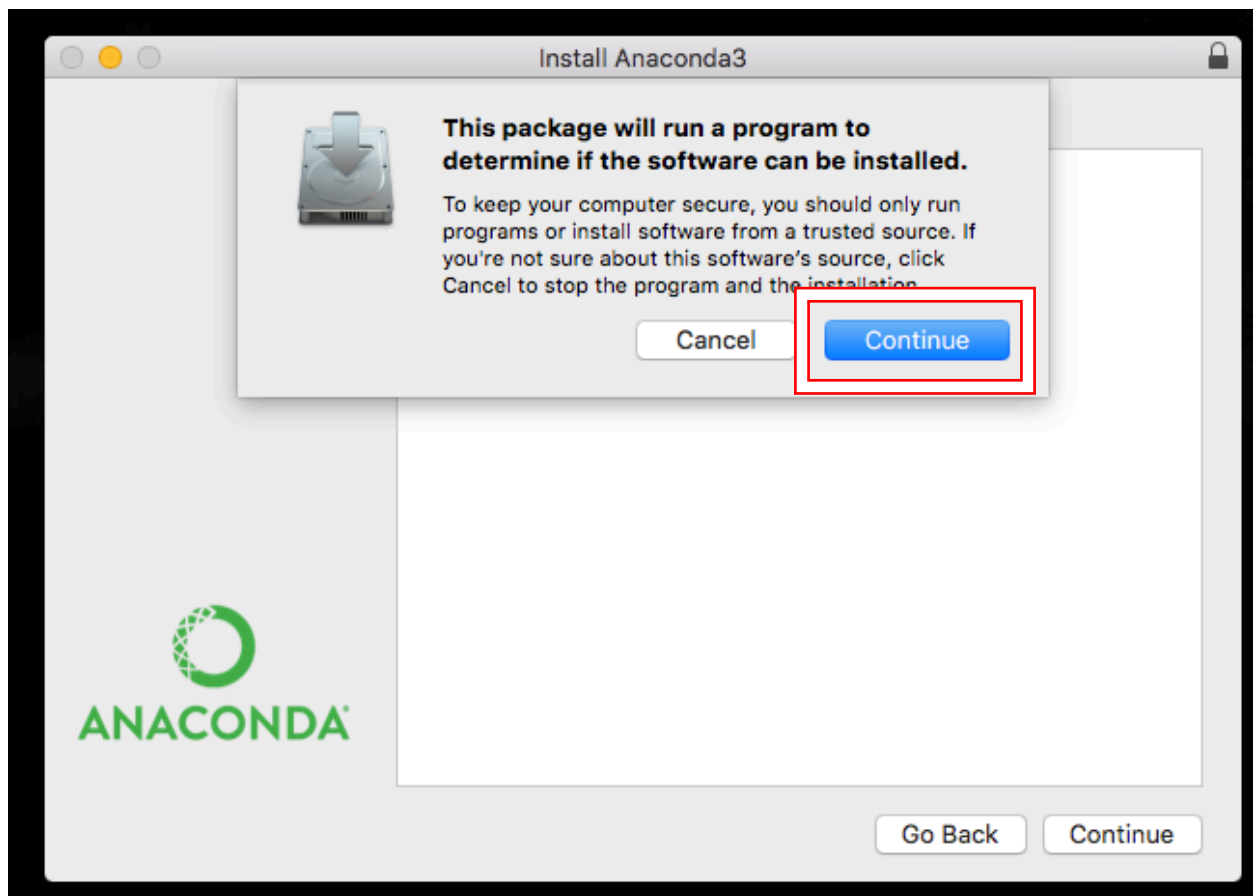 Install Anaconda3
This package will run a program to
determine if the software can be installed.
To keep your computer secure, you should only run
programs or install software from a trusted source. If
you're not sure about this software's source, click
Cancel to stop the program and the installation.
Cancel
Continue
ANACONDA
Go Back
Continue